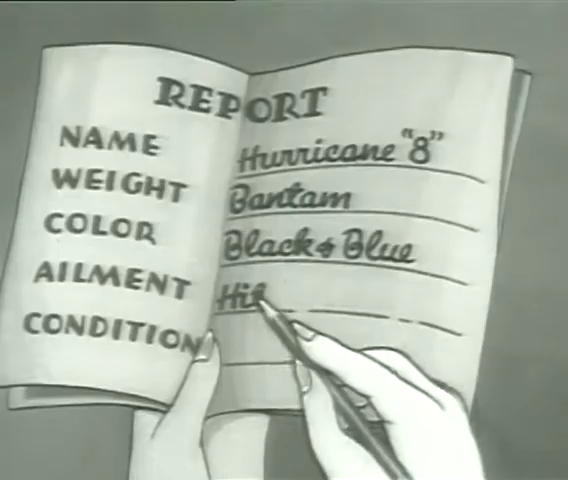 REPORT
NAME Hurricane "8"
WEIGHT Bantam
COLOR Black & Blue
AILMENT Hi
CONDITION